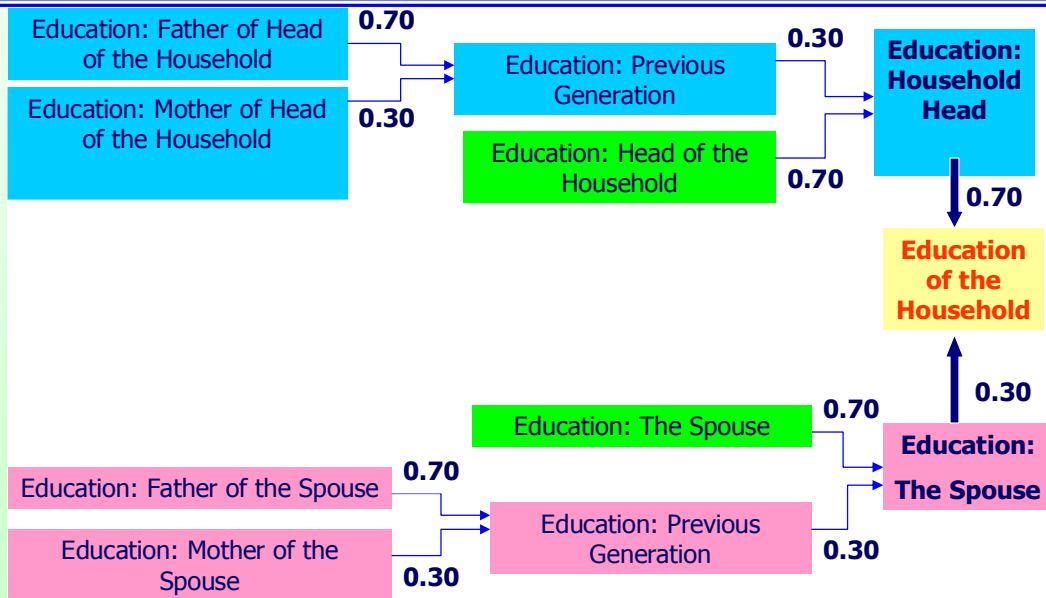 Education: Father of Head
of the Household
0.70
Education: Mother of Head
of the Household
0.30
Education: Previous
Generation
0.30
Education: Head of the
Household
0.70
Education:
Household
Head
0.70
Education
of the
Household
0.30
Education: The Spouse
0.70
Education:
The Spouse
Education: Father of the Spouse
0.70
Education: Mother of the
Spouse
0.30
Education: Previous
Generation
0.30